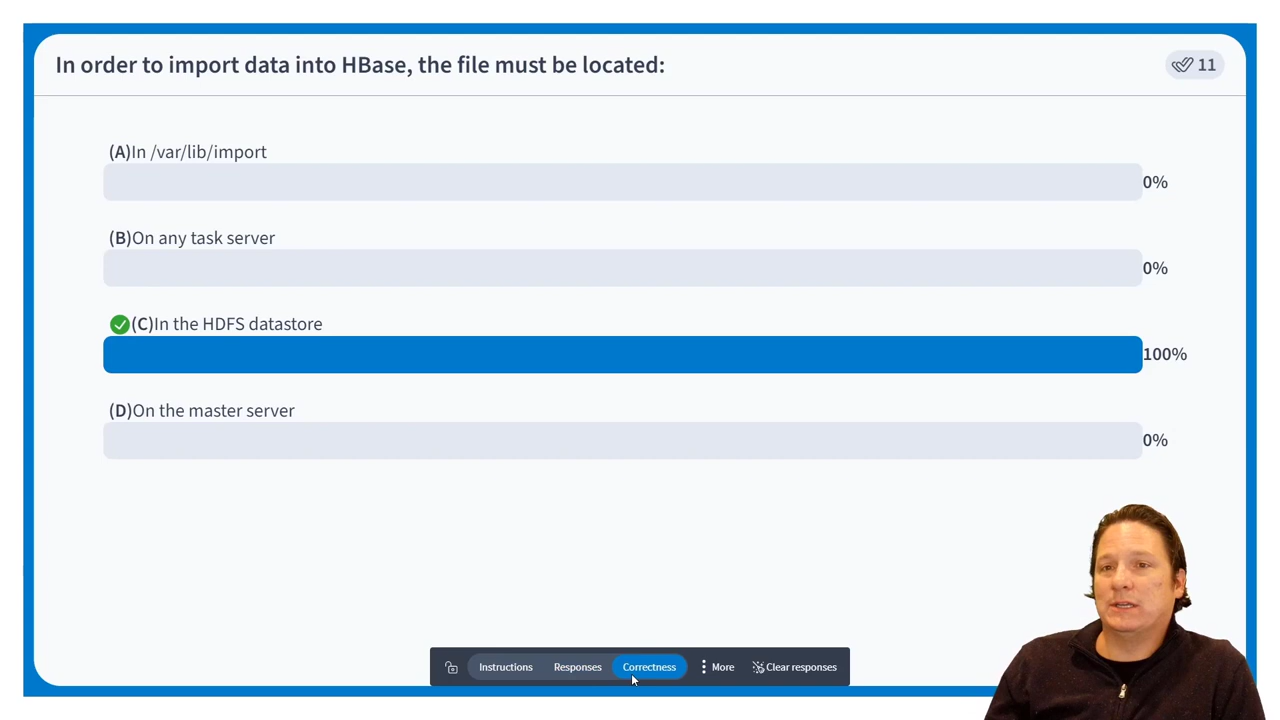 In order to import data into HBase, the file must be located:
11
(A)In /var/lib/import
0%
(B)On any task server
0%
(C)In the HDFS datastore
100%
(D)On the master server
0%
Instructions Responses Correctness More Clear responses